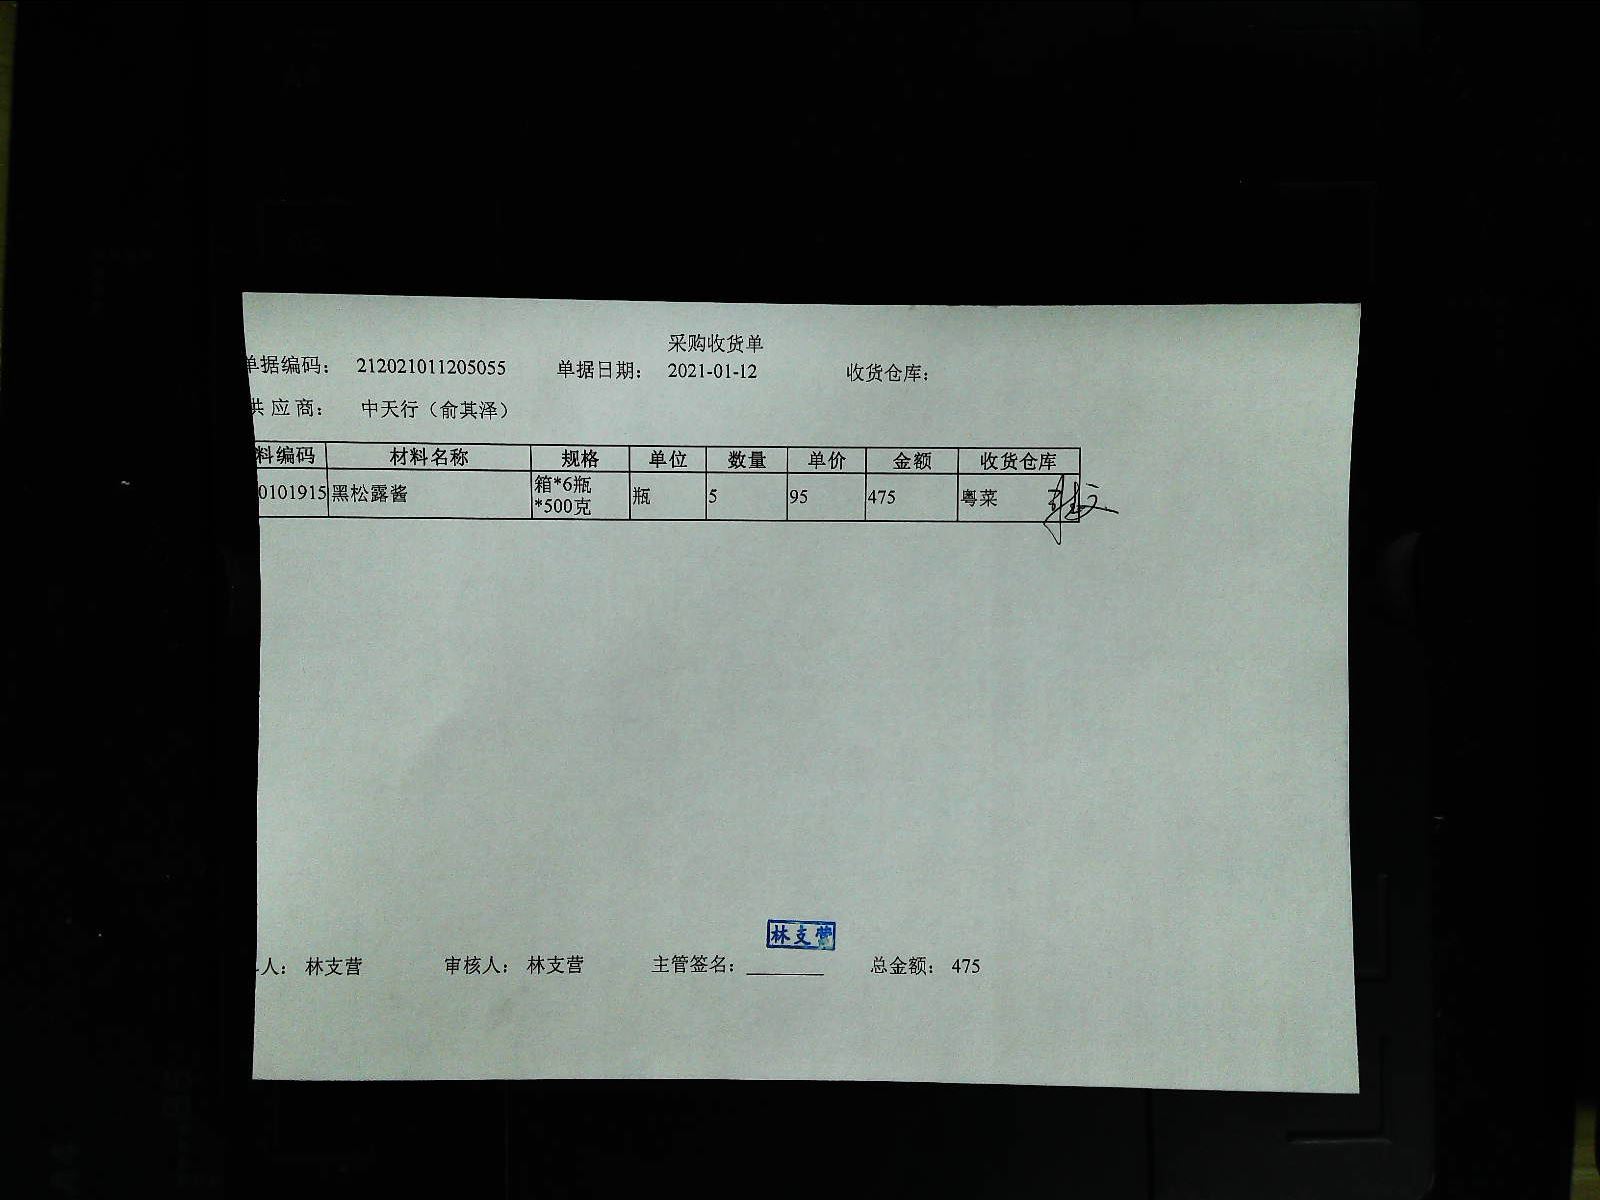 采购收货单
单据编码： 212021011205055 单据日期： 2021-01-12 收货仓库：
供 应 商： 中天行（俞其泽）
料编码 材料名称 规格 单位 数量 单价 金额 收货仓库
0101915 黑松露酱 箱*6瓶 瓶 5 95 475 粤菜
*500克
林支营
人： 林支营 审核人： 林支营 主管签名： 总金额： 475